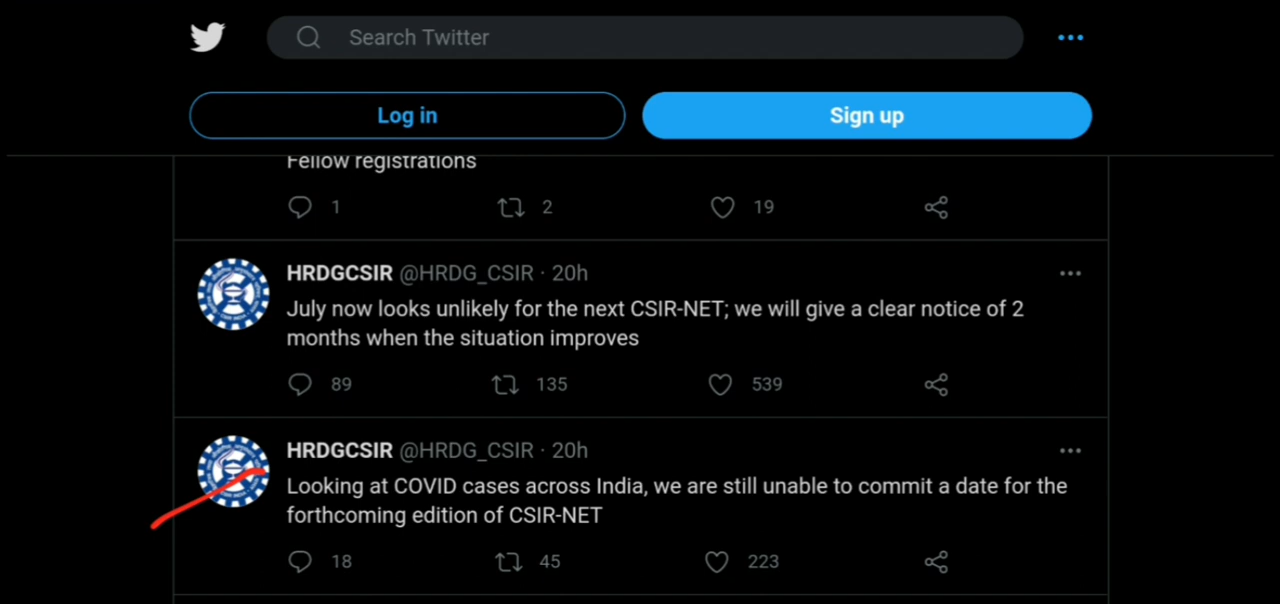 Search Twitter
Log in
Sign up
Fellow registrations
1
2
19
HRDGCSIR @HRDG_CSIR · 20h
July now looks unlikely for the next CSIR-NET; we will give a clear notice of 2
months when the situation improves
89
135
539
HRDGCSIR @HRDG_CSIR · 20h
Looking at COVID cases across India, we are still unable to commit a date for the
forthcoming edition of CSIR-NET
18
45
223